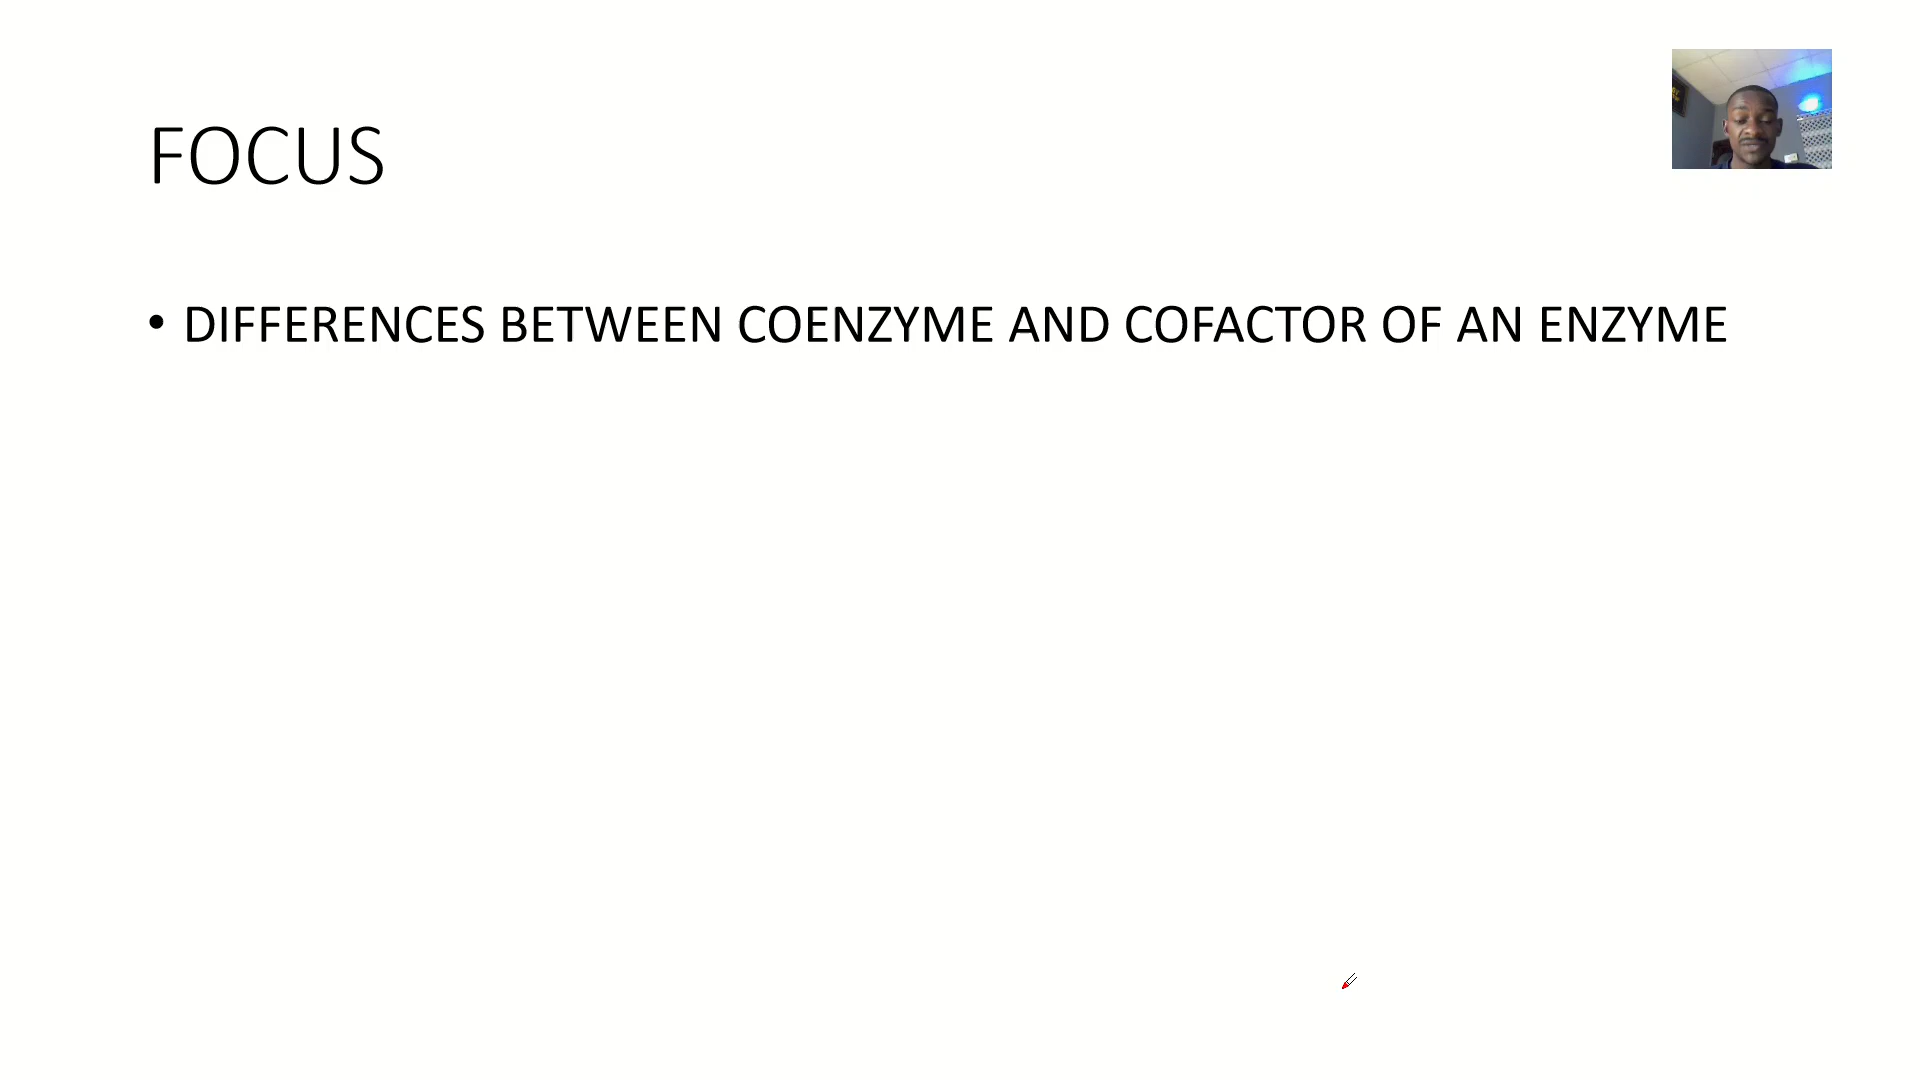 FOCUS
• DIFFERENCES BETWEEN COENZYME AND COFACTOR OF AN ENZYME